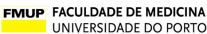 FMUP FACULDADE DE MEDICINA
UNIVERSIDADE DO PORTO